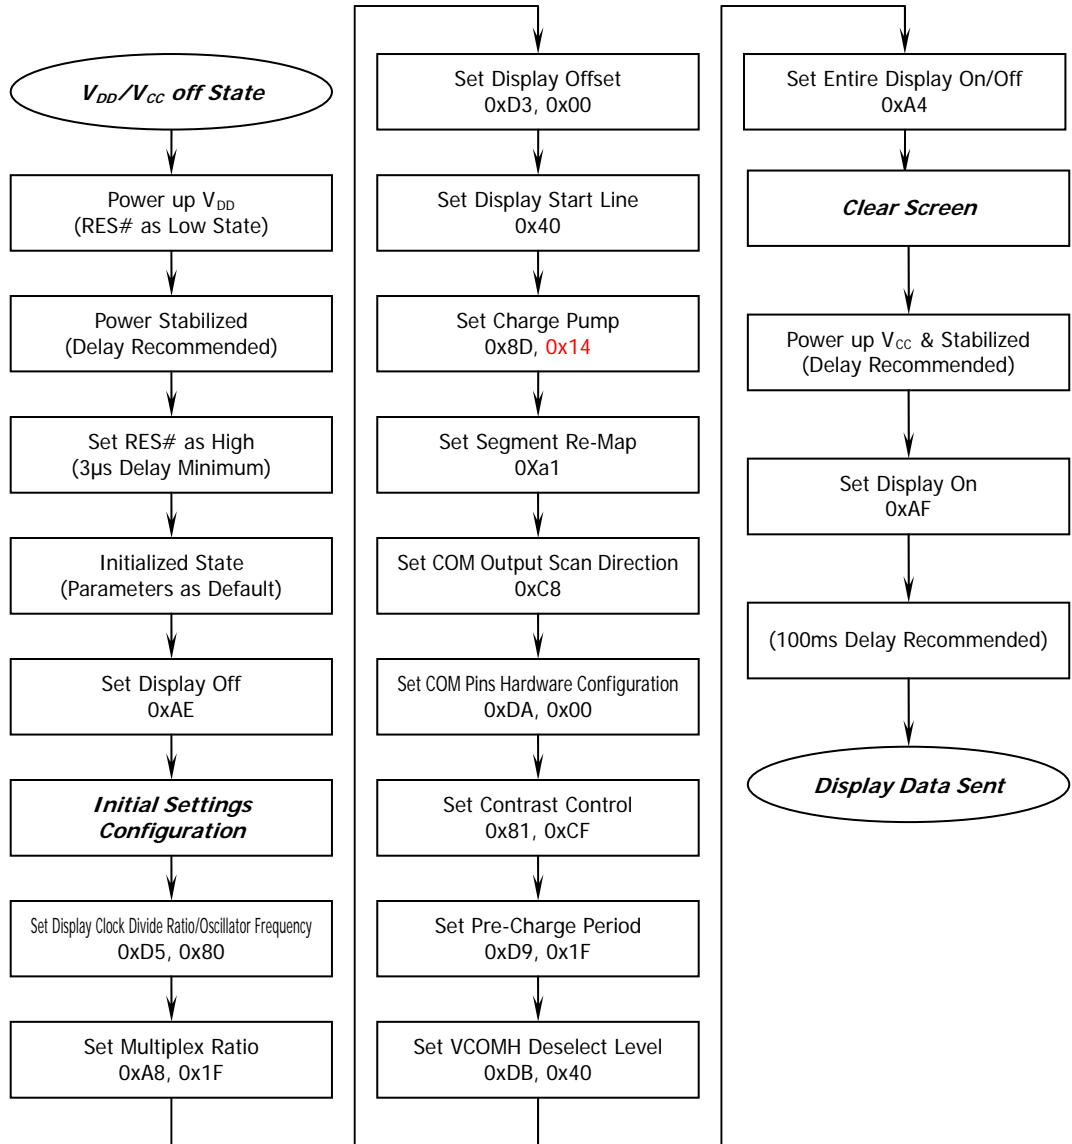 V_DD/V_CC off State
Power up V_DD
(RES# as Low State)
Power Stabilized
(Delay Recommended)
Set RES# as High
(3µs Delay Minimum)
Initialized State
(Parameters as Default)
Set Display Off
0xAE
Initial Settings
Configuration
Set Display Clock Divide Ratio/Oscillator Frequency
0xD5, 0x80
Set Multiplex Ratio
0xA8, 0x1F
Set Display Offset
0xD3, 0x00
Set Display Start Line
0x40
Set Charge Pump
0x8D, 0x14
Set Segment Re-Map
0Xa1
Set COM Output Scan Direction
0xC8
Set COM Pins Hardware Configuration
0xDA, 0x00
Set Contrast Control
0x81, 0xCF
Set Pre-Charge Period
0xD9, 0x1F
Set VCOMH Deselect Level
0xDB, 0x40
Set Entire Display On/Off
0xA4
Clear Screen
Power up V_CC & Stabilized
(Delay Recommended)
Set Display On
0xAF
(100ms Delay Recommended)
Display Data Sent